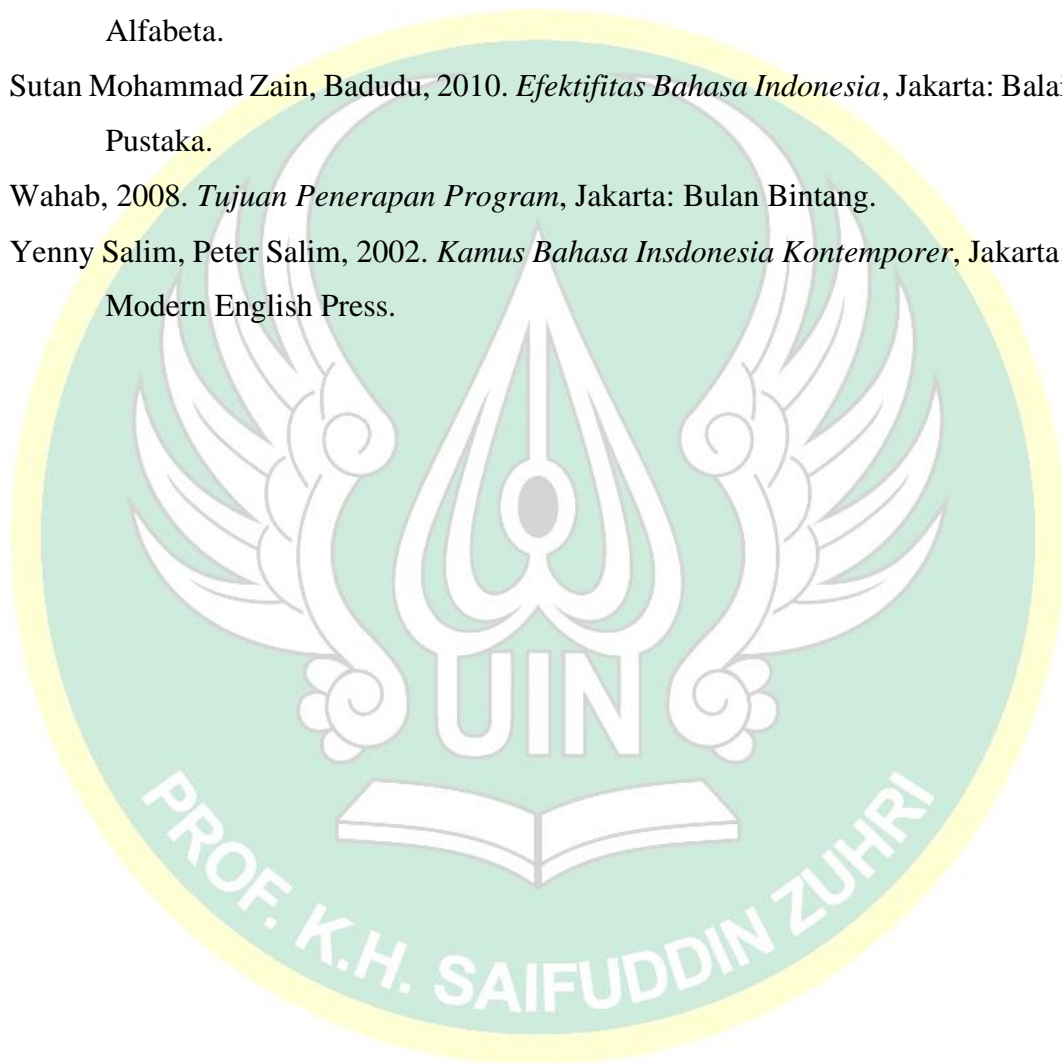 Alfabeta.
Sutan Mohammad Zain, Badudu, 2010. Efektifitas Bahasa Indonesia, Jakarta: Balai
Pustaka.
Wahab, 2008. Tujuan Penerapan Program, Jakarta: Bulan Bintang.
Yenny Salim, Peter Salim, 2002. Kamus Bahasa Insdonesia Kontemporer, Jakarta:
Modern English Press.
UIN
PROF. K.H. SAIFUDDIN ZUHRI